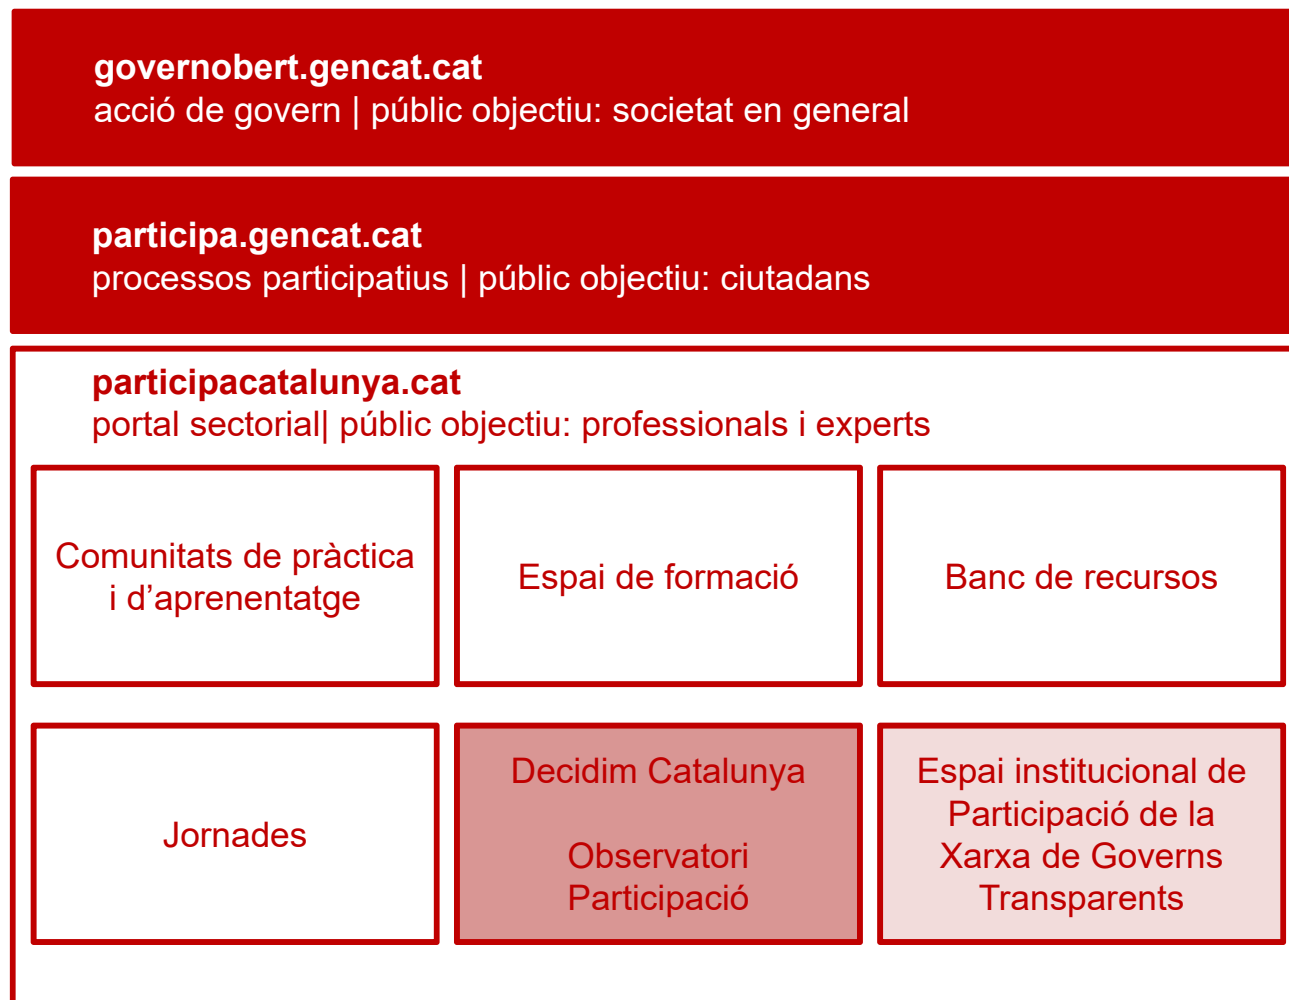 governobert.gencat.cat
acció de govern | públic objectiu: societat en general
participa.gencat.cat
processos participatius | públic objectiu: ciutadans
participacatalunya.cat
portal sectorial| públic objectiu: professionals i experts
Comunitats de pràctica
i d’aprenentatge
Espai de formació
Banc de recursos
Jornades
Decidim Catalunya
Observatori
Participació
Espai institucional de
Participació de la
Xarxa de Governs
Transparents